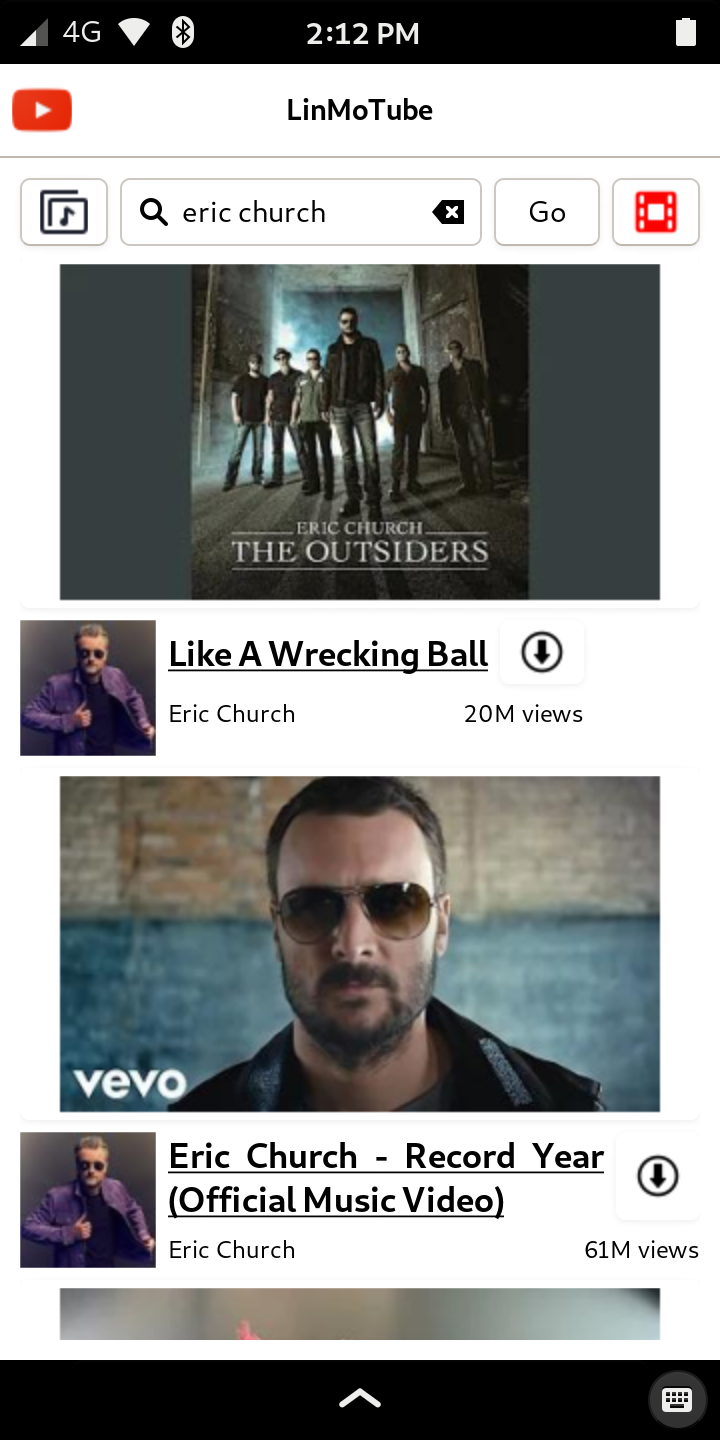 4G
2:12 PM
LinMoTube
eric church
Go
ERIC CHURCH
THE OUTSIDERS
Like A Wrecking Ball
Eric Church
20M views
vevo
Eric Church - Record Year
(Official Music Video)
Eric Church
61M views